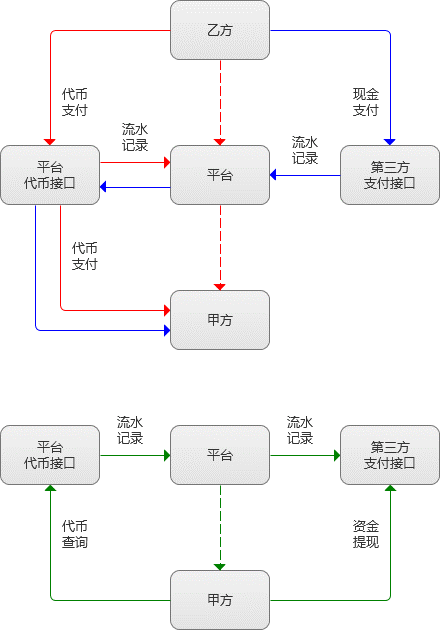 乙方
代币
支付
现金
支付
流水
记录
流水
记录
平台
代币接口
平台
第三方
支付接口
代币
支付
甲方
流水
记录
流水
记录
平台
代币接口
平台
第三方
支付接口
代币
查询
资金
提现
甲方